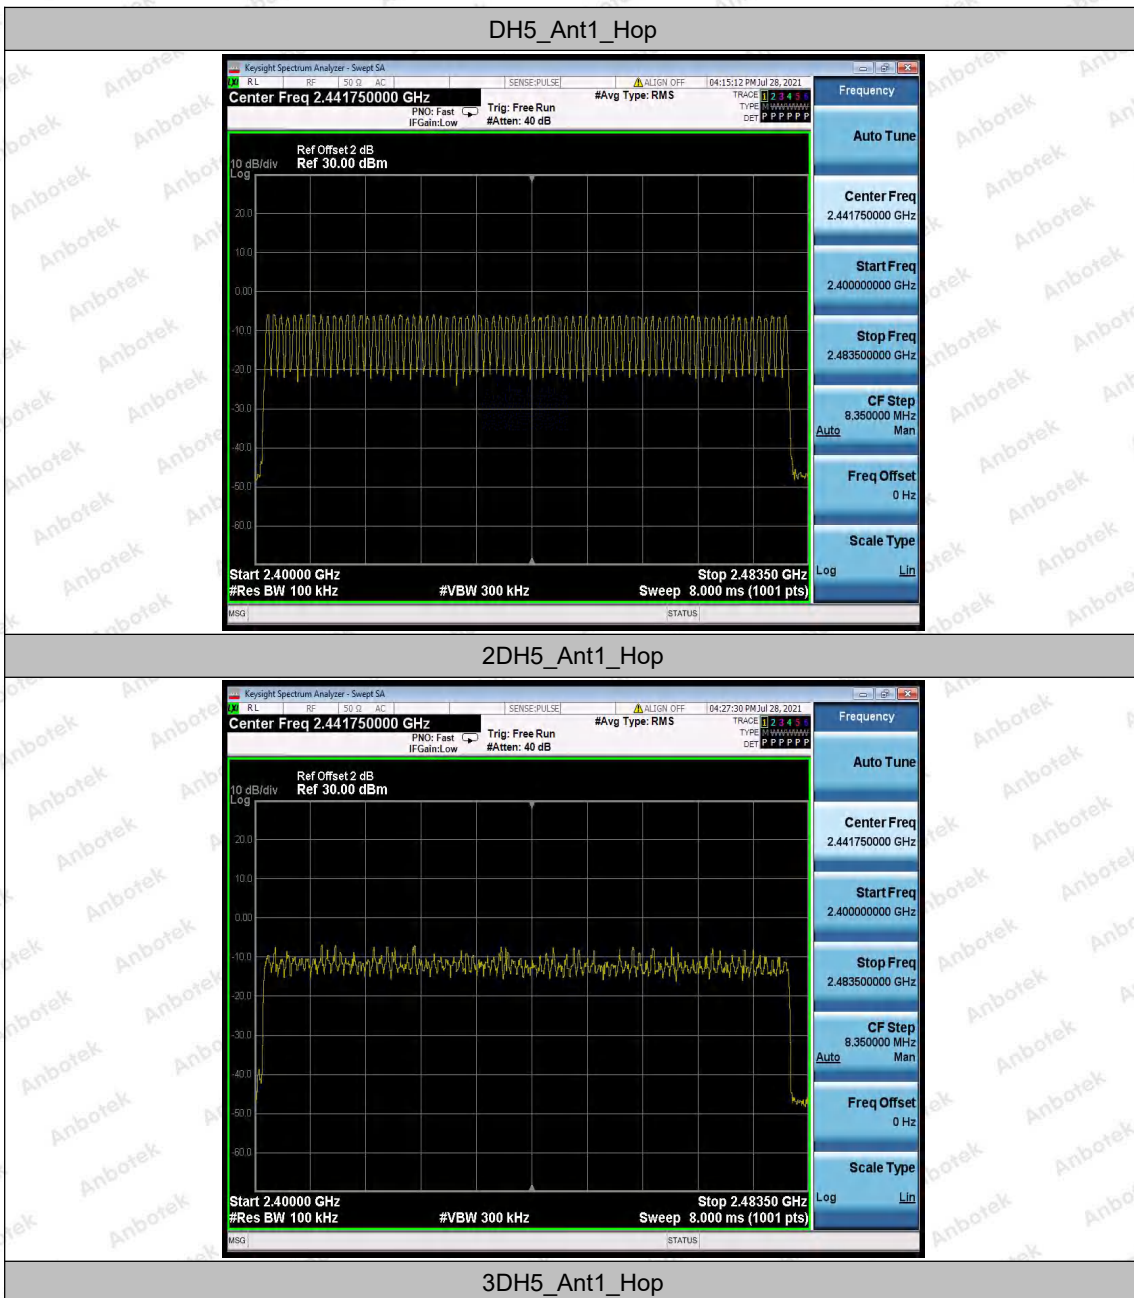 DH5_Ant1_Hop
Keysight Spectrum Analyzer - Swept SA
RL RF 50 Ω AC SENSE:PULSE ALIGN OFF 04:15:12 PM Jul 28, 2021
Center Freq 2.441750000 GHz
PNO: Fast
IFGain:Low
Trig: Free Run
#Atten: 40 dB
#Avg Type: RMS
TRACE 1 2 3 4 5 6
TYPE M WWWWW
DET P P P P P P
Ref Offset 2 dB
10 dB/div Ref 30.00 dBm
Log
20.0
10.0
0.00
-10.0
-20.0
-30.0
-40.0
-50.0
-60.0
Start 2.40000 GHz Stop 2.48350 GHz
#Res BW 100 kHz #VBW 300 kHz Sweep 8.000 ms (1001 pts)
MSG STATUS
Frequency
Auto Tune
Center Freq
2.441750000 GHz
Start Freq
2.400000000 GHz
Stop Freq
2.483500000 GHz
CF Step
8.350000 MHz
Auto Man
Freq Offset
0 Hz
Scale Type
Log Lin
2DH5_Ant1_Hop
Keysight Spectrum Analyzer - Swept SA
RL RF 50 Ω AC SENSE:PULSE ALIGN OFF 04:27:30 PM Jul 28, 2021
Center Freq 2.441750000 GHz
PNO: Fast
IFGain:Low
Trig: Free Run
#Atten: 40 dB
#Avg Type: RMS
TRACE 1 2 3 4 5 6
TYPE M WWWWW
DET P P P P P P
Ref Offset 2 dB
10 dB/div Ref 30.00 dBm
Log
20.0
10.0
0.00
-10.0
-20.0
-30.0
-40.0
-50.0
-60.0
Start 2.40000 GHz Stop 2.48350 GHz
#Res BW 100 kHz #VBW 300 kHz Sweep 8.000 ms (1001 pts)
MSG STATUS
Frequency
Auto Tune
Center Freq
2.441750000 GHz
Start Freq
2.400000000 GHz
Stop Freq
2.483500000 GHz
CF Step
8.350000 MHz
Auto Man
Freq Offset
0 Hz
Scale Type
Log Lin
3DH5_Ant1_Hop
Anbotek